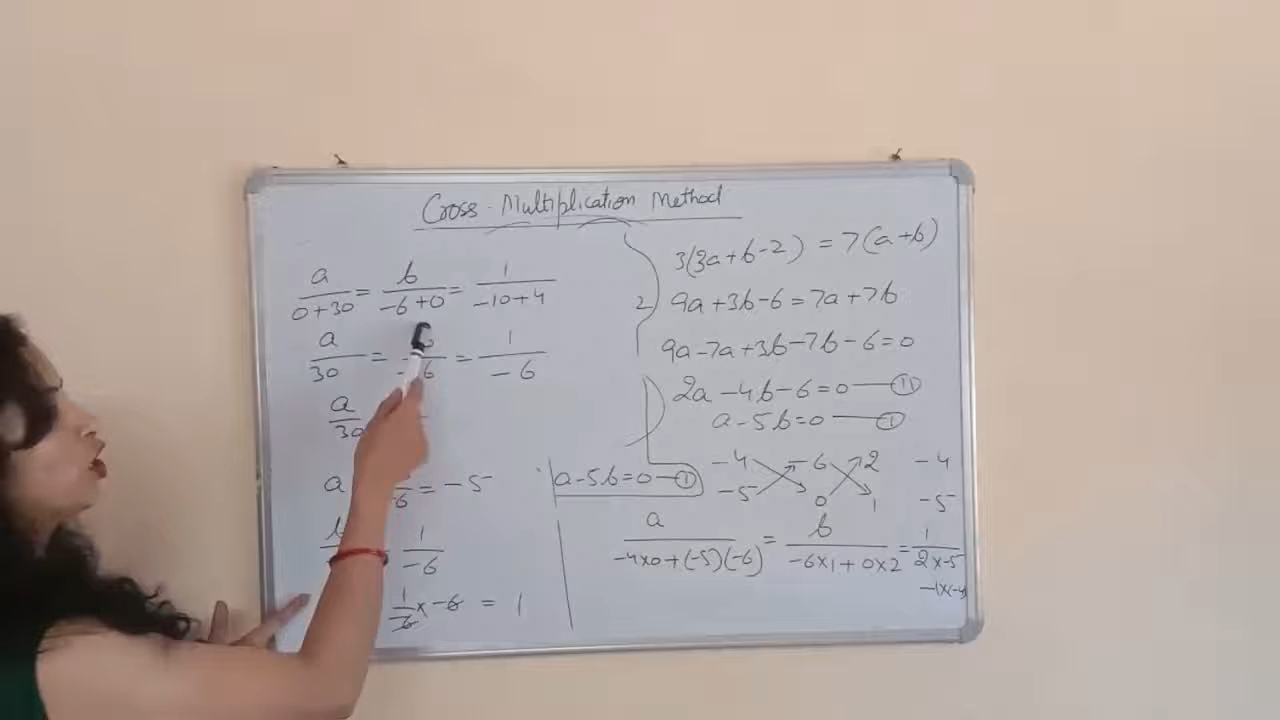 Cross - Multiplication Method
a/0+30 = b/-6+0 = 1/-10+4
a/30 = /-6 = 1/-6
a/30
a /-6 = -5
b 1/-6
1/-6 x -6 = 1
3(3a+b-2) = 7(a+b)
2) 9a+3b-6=7a+7b
9a-7a+3b-7b-6=0
2a-4b-6=0 — (11)
a-5b=0 — (1)
a-5b=0 — (1)
-4 -6 2 -4
-5 0 1 -5
a/-4x0+(-5)(-6) = b/-6x1+0x2 = 1/2x-5
-1x(-4)